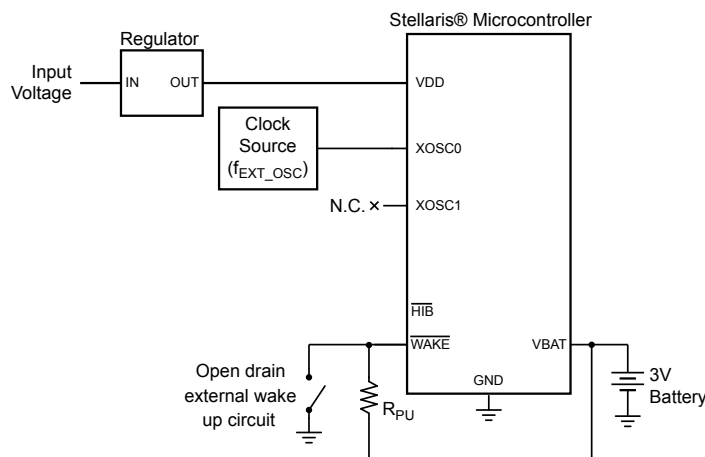 Stellaris® Microcontroller
Regulator
Input
Voltage
IN
OUT
VDD
Clock
Source
(fEXT_OSC)
XOSC0
N.C.
XOSC1
HIB
WAKE
VBAT
Open drain
external wake
up circuit
RPU
GND
3V
Battery